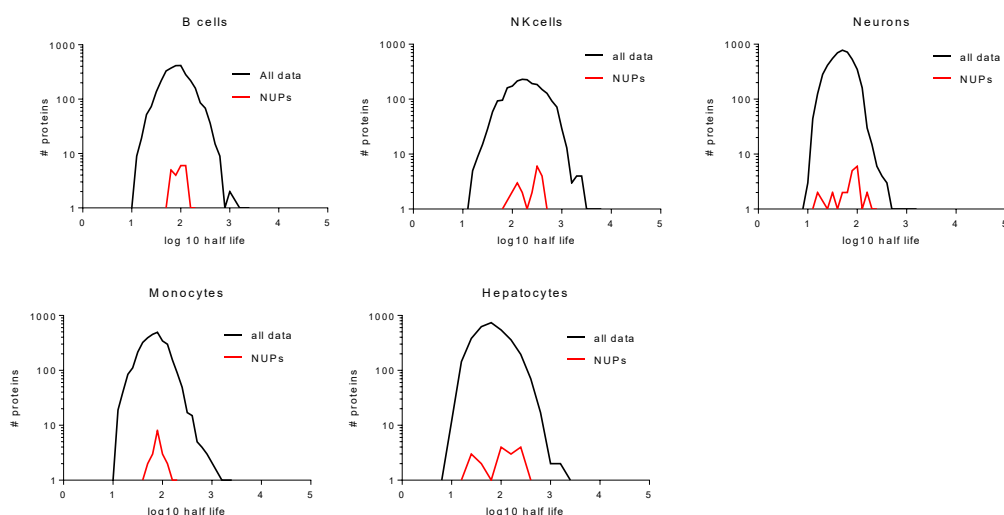 B cells
1000
100
10
1
0 1 2 3 4 5
# proteins
log 10 half life
All data
NUPs
NKcells
1000
100
10
1
0 1 2 3 4 5
# proteins
log10 half life
all data
NUPs
Neurons
1000
100
10
1
0 1 2 3 4 5
# proteins
log10 half life
all data
NUPs
Monocytes
1000
100
10
1
0 1 2 3 4 5
# proteins
log10 half life
all data
NUPs
Hepatocytes
1000
100
10
1
0 1 2 3 4 5
# proteins
log10 half life
all data
NUPs